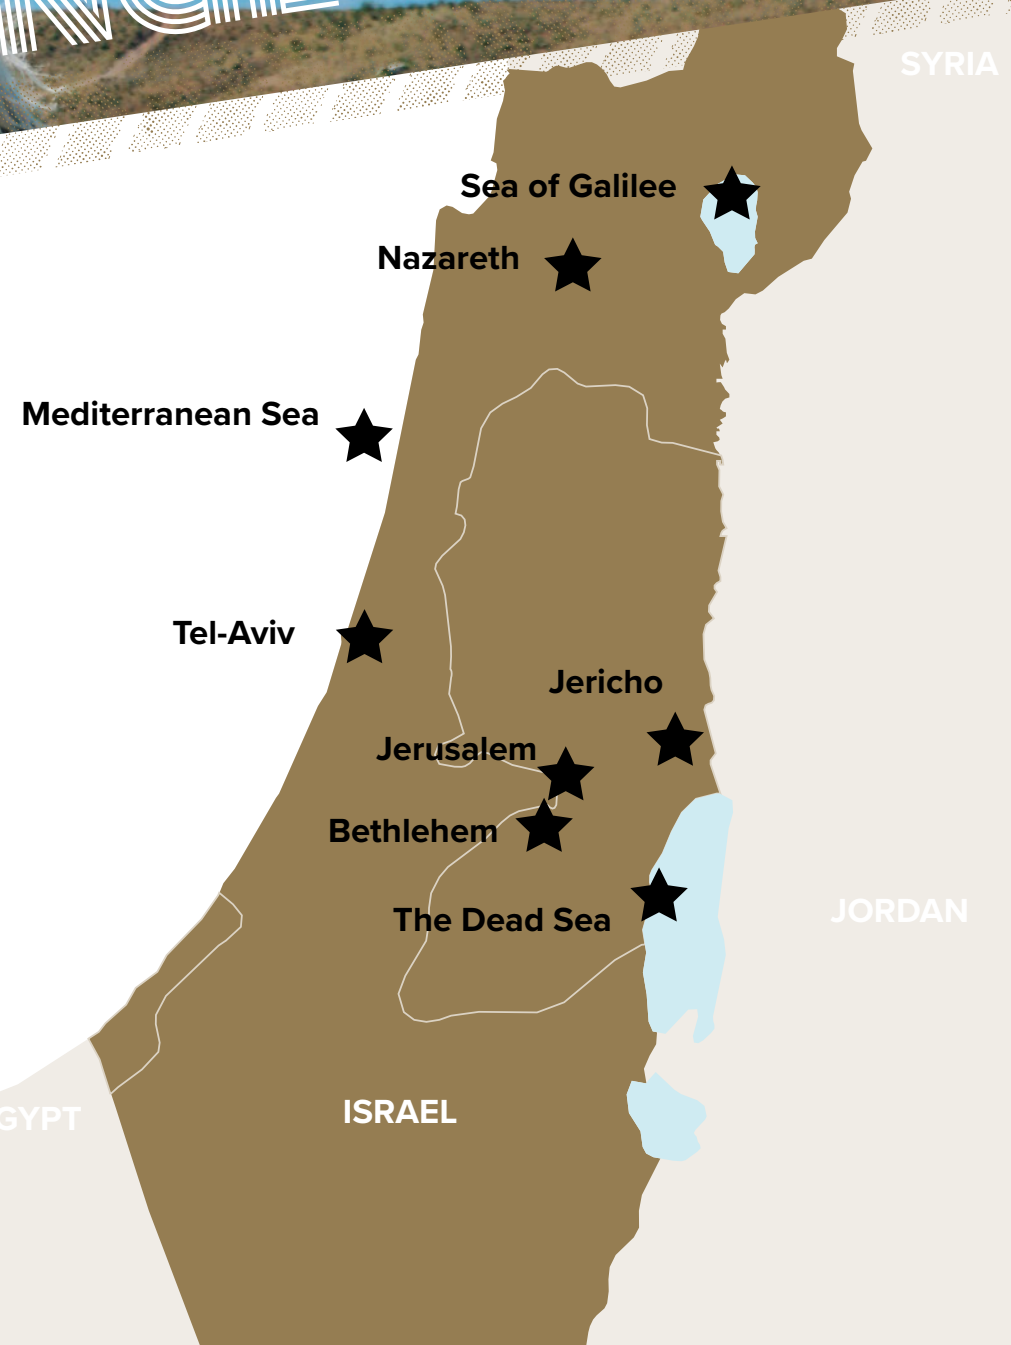 SYRIA
Sea of Galilee
Nazareth
Mediterranean Sea
Tel-Aviv
Jericho
Jerusalem
Bethlehem
The Dead Sea
JORDAN
ISRAEL
GYPT